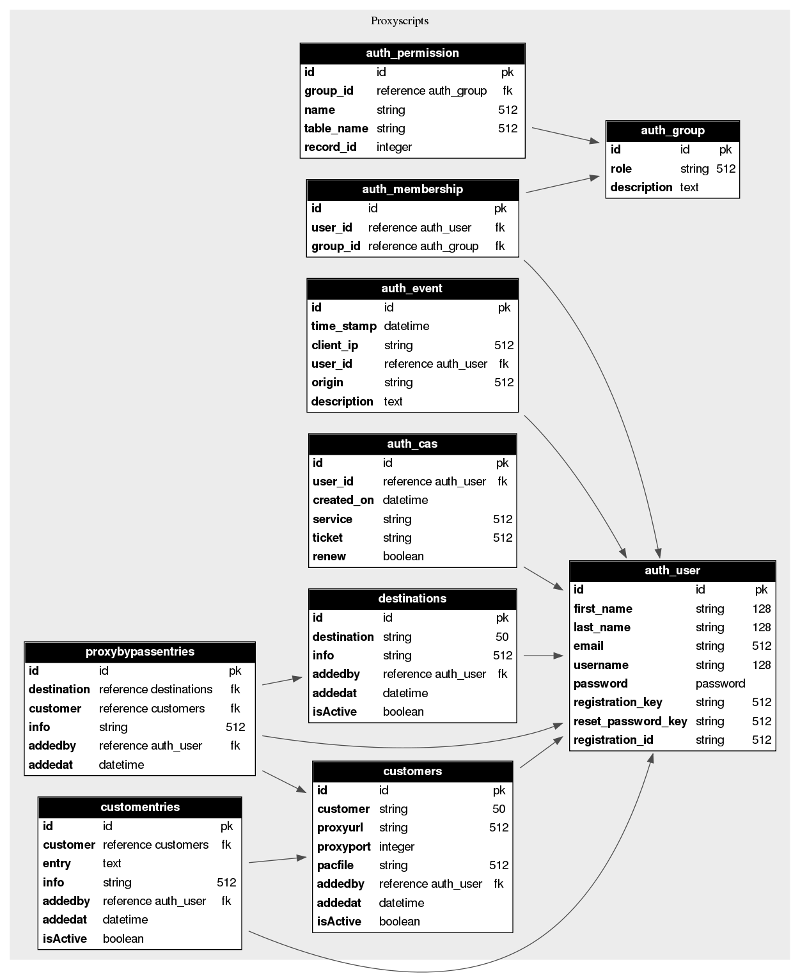 Proxyscripts
auth_permission
id id pk
group_id reference auth_group fk
name string 512
table_name string 512
record_id integer
auth_group
id id pk
role string 512
description text
auth_membership
id id pk
user_id reference auth_user fk
group_id reference auth_group fk
auth_event
id id pk
time_stamp datetime
client_ip string 512
user_id reference auth_user fk
origin string 512
description text
auth_cas
id id pk
user_id reference auth_user fk
created_on datetime
service string 512
ticket string 512
renew boolean
auth_user
id id pk
first_name string 128
last_name string 128
email string 512
username string 128
password password
registration_key string 512
reset_password_key string 512
registration_id string 512
destinations
id id pk
destination string 50
info string 512
addedby reference auth_user fk
addedat datetime
isActive boolean
proxybypassentries
id id pk
destination reference destinations fk
customer reference customers fk
info string 512
addedby reference auth_user fk
addedat datetime
customers
id id pk
customer string 50
proxyurl string 512
proxyport integer
pacfile string 512
addedby reference auth_user fk
addedat datetime
isActive boolean
customentries
id id pk
customer reference customers fk
entry text
info string 512
addedby reference auth_user fk
addedat datetime
isActive boolean